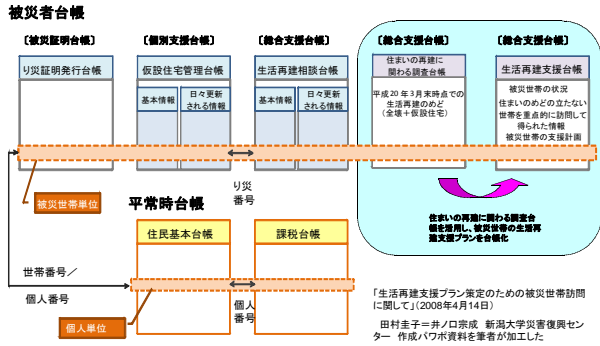 被災者台帳
〔被災証明台帳〕
〔個別支援台帳〕
〔総合支援台帳〕
〔総合支援台帳〕
〔総合支援台帳〕
り災証明発行台帳
仮設住宅管理台帳
生活再建相談台帳
住まいの再建に
関わる調査台帳
生活再建支援台帳
基本情報
日々更新
される情報
基本情報
日々更新
される情報
平成20年3月末時点での
生活再建のめど
(全壊+仮設住宅)
被災世帯の状況
住まいのめどの立たない
世帯を重点的に訪問して
得られた情報
被災世帯の支援計画
り災
番号
被災世帯単位
平常時台帳
住まいの再建に関わる調査台
帳を活用し、被災世帯の生活再
建支援プランを台帳化
住民基本台帳
課税台帳
世帯番号/
個人番号
個人
番号
個人単位
「生活再建支援プラン策定のための被災世帯訪問
に関して」(2008年4月14日)
田村圭子=井ノ口宗成 新潟大学災害復興セン
ター 作成パワポ資料を筆者が加工した